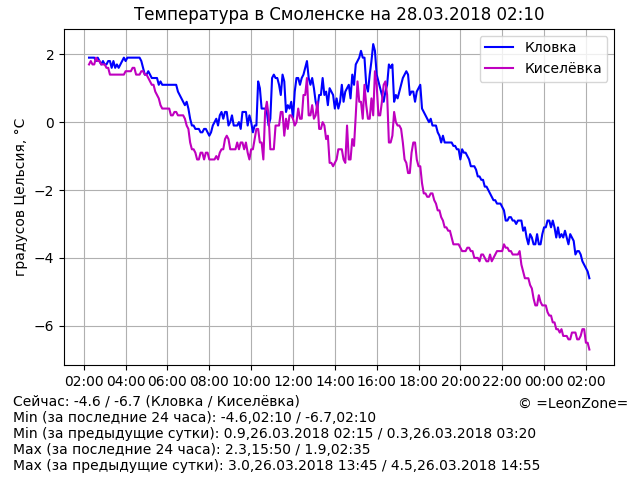 Температура в Смоленске на 28.03.2018 02:10
Кловка
Киселёвка
градусов Цельсия, °C
2
0
−2
−4
−6
02:00 04:00 06:00 08:00 10:00 12:00 14:00 16:00 18:00 20:00 22:00 00:00 02:00
Сейчас: -4.6 / -6.7 (Кловка / Киселёвка)
© =LeonZone=
Min (за последние 24 часа): -4.6,02:10 / -6.7,02:10
Min (за предыдущие сутки): 0.9,26.03.2018 02:15 / 0.3,26.03.2018 03:20
Max (за последние 24 часа): 2.3,15:50 / 1.9,02:35
Max (за предыдущие сутки): 3.0,26.03.2018 13:45 / 4.5,26.03.2018 14:55